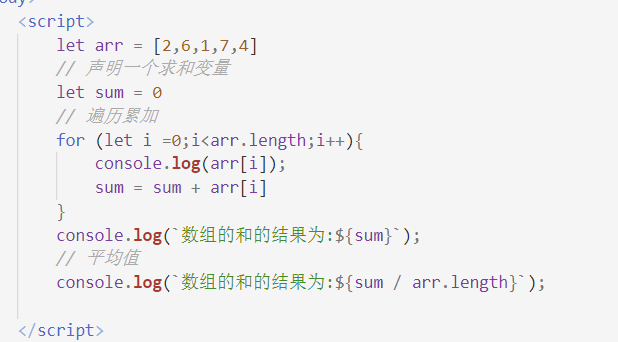 ody>
<script>
let arr = [2,6,1,7,4]
// 声明一个求和变量
let sum = 0
// 遍历累加
for (let i =0;i<arr.length;i++){
console.log(arr[i]);
sum = sum + arr[i]
}
console.log(`数组的和的结果为:${sum}`);
// 平均值
console.log(`数组的和的结果为:${sum / arr.length}`);
</script>